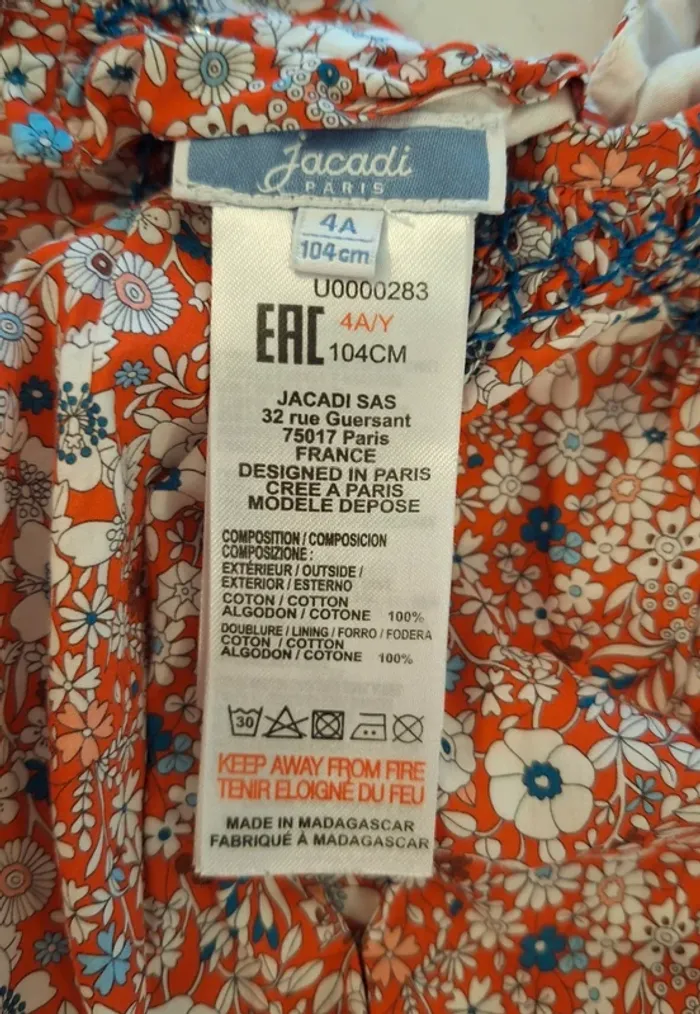 Jacadi
PARIS
4A
104cm
U0000283
EAC
4A/Y
104CM
JACADI SAS
32 rue Guersant
75017 Paris
FRANCE
DESIGNED IN PARIS
CREE A PARIS
MODELE DEPOSE
COMPOSITION / COMPOSICION
COMPOSIZIONE :
EXTÉRIEUR / OUTSIDE /
EXTERIOR / ESTERNO
COTON / COTTON
ALGODON / COTONE 100%
DOUBLURE / LINING / FORRO / FODERA
COTON / COTTON
ALGODON / COTONE 100%
30
KEEP AWAY FROM FIRE
TENIR ELOIGNÉ DU FEU
MADE IN MADAGASCAR
FABRIQUÉ À MADAGASCAR